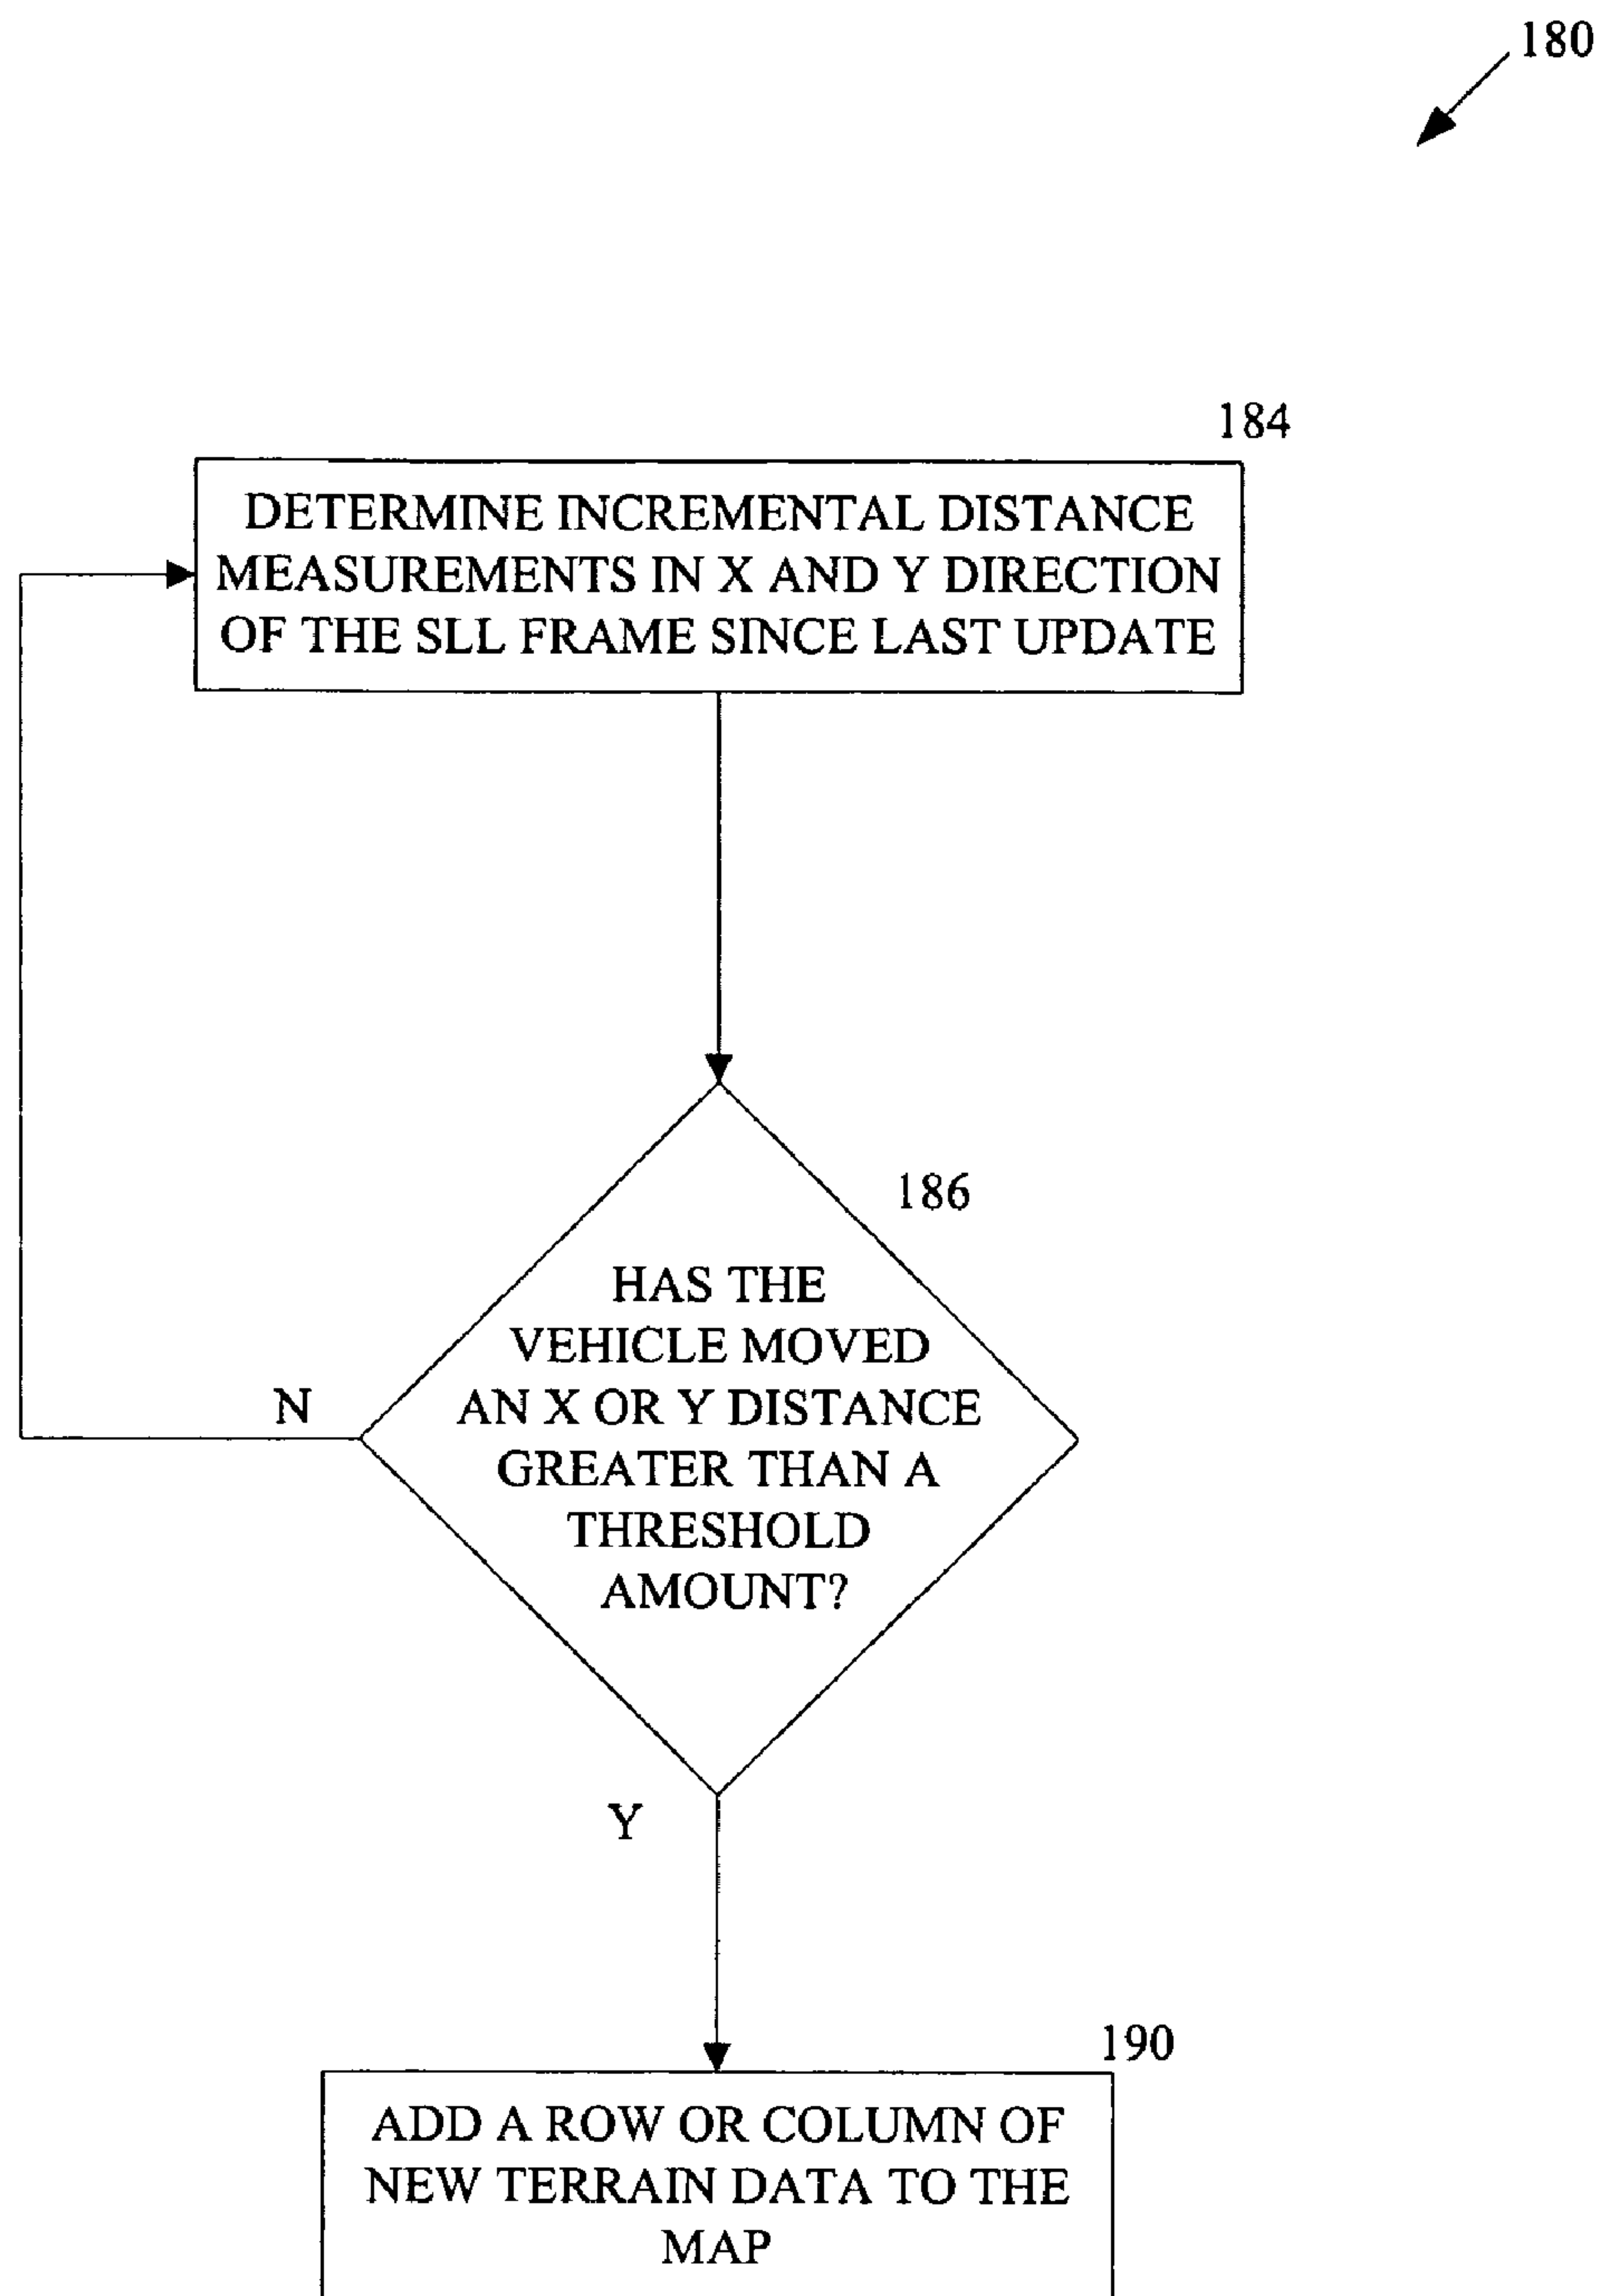 180
184
DETERMINE INCREMENTAL DISTANCE
MEASUREMENTS IN X AND Y DIRECTION
OF THE SLL FRAME SINCE LAST UPDATE
186
HAS THE
VEHICLE MOVED
AN X OR Y DISTANCE
GREATER THAN A
THRESHOLD
AMOUNT?
N
Y
190
ADD A ROW OR COLUMN OF
NEW TERRAIN DATA TO THE
MAP